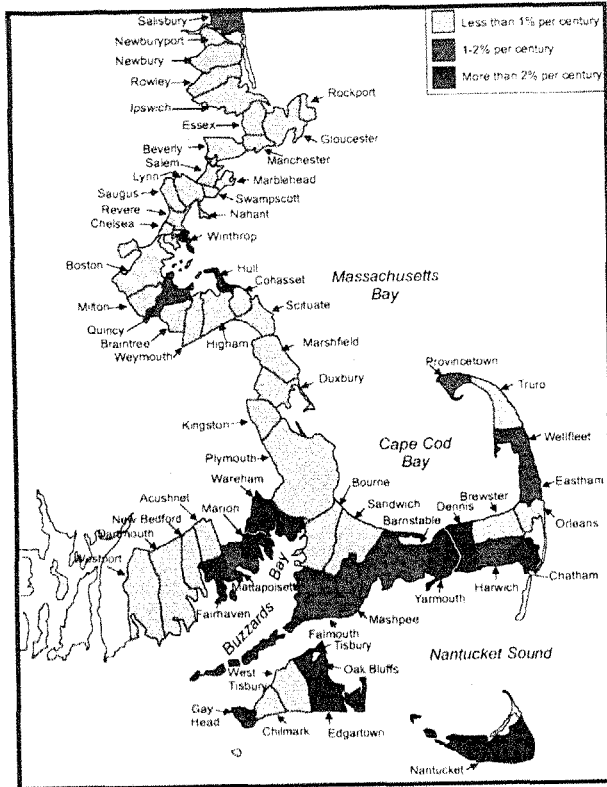 Salisbury
Newburyport
Newbury
Rowley
Ipswich
Essex
Rockport
Gloucester
Beverly
Salem
Manchester
Lynn
Marblehead
Saugus
Swampscott
Revere
Nahant
Chelsea
Winthrop
Boston
Hull
Cohasset
Milton
Scituate
Quincy
Braintree
Weymouth
Higham
Marshfield
Duxbury
Kingston
Plymouth
Wareham
Bourne
Sandwich
Barnstable
Dennis
Brewster
Orleans
Provincetown
Truro
Wellfleet
Eastham
Chatham
Harwich
Yarmouth
Mashpee
Falmouth
Acushnet
Marion
New Bedford
Dartmouth
Westport
Mattapoisett
Fairhaven
Buzzards Bay
Tisbury
West
Tisbury
Oak Bluffs
Gay
Head
Chilmark
Edgartown
Nantucket
Massachusetts
Bay
Cape Cod
Bay
Nantucket Sound
Less than 1% per century
1-2% per century
More than 2% per century